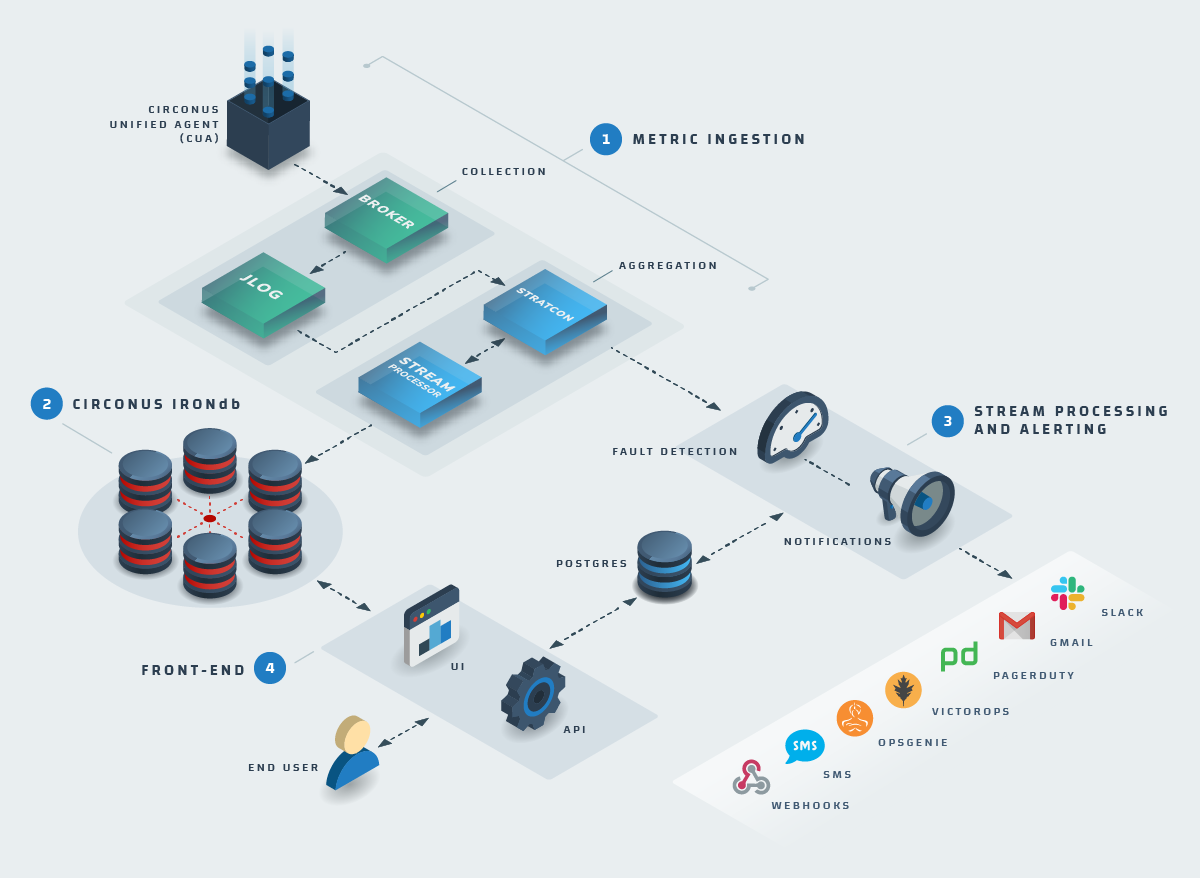 CIRCONUS
UNIFIED AGENT
(CUA)
1
METRIC INGESTION
COLLECTION
BROKER
JLOG
AGGREGATION
STRATCON
STREAM
PROCESSOR
2
CIRCONUS IRONdb
3
STREAM PROCESSING
AND ALERTING
FAULT DETECTION
NOTIFICATIONS
POSTGRES
4
FRONT-END
UI
API
END USER
SLACK
GMAIL
pd
PAGERDUTY
VICTOROPS
OPSGENIE
SMS
SMS
WEBHOOKS